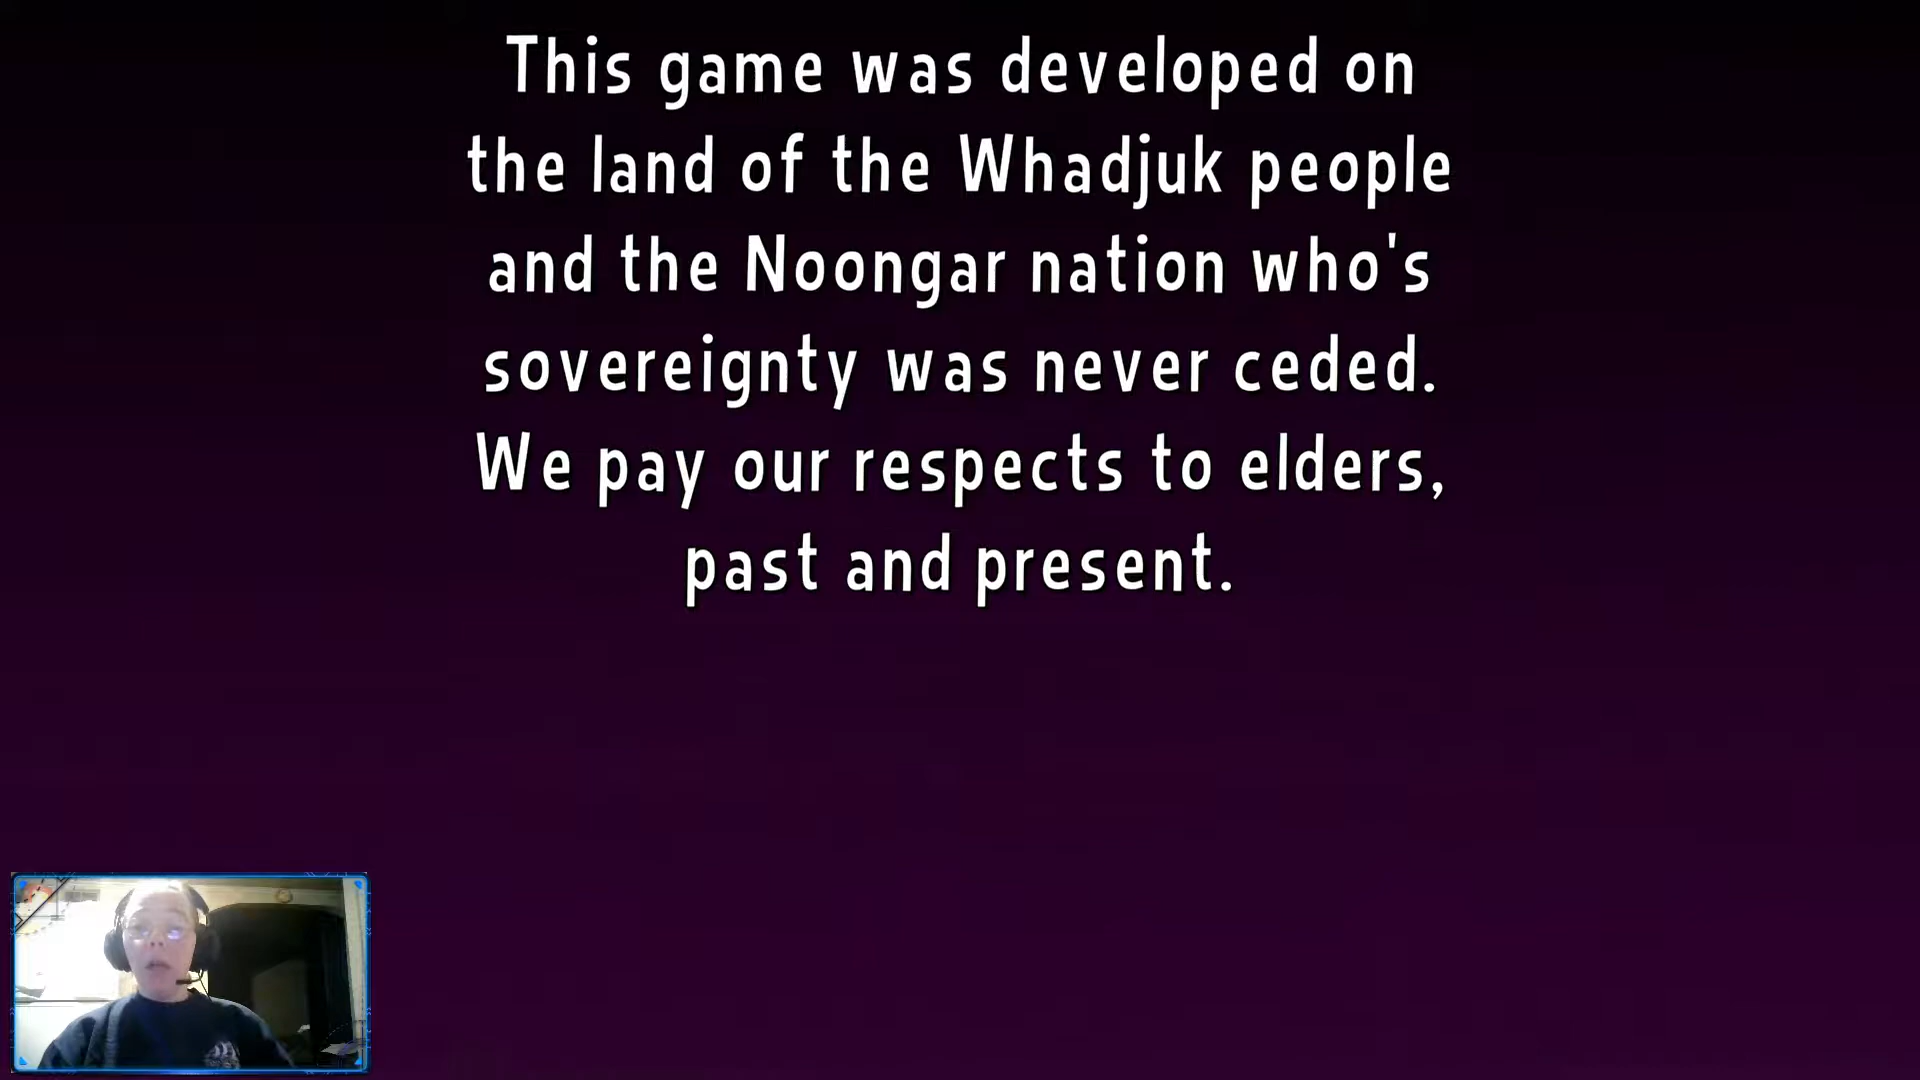 This game was developed on
the land of the Whadjuk people
and the Noongar nation who's
sovereignty was never ceded.
We pay our respects to elders,
past and present.